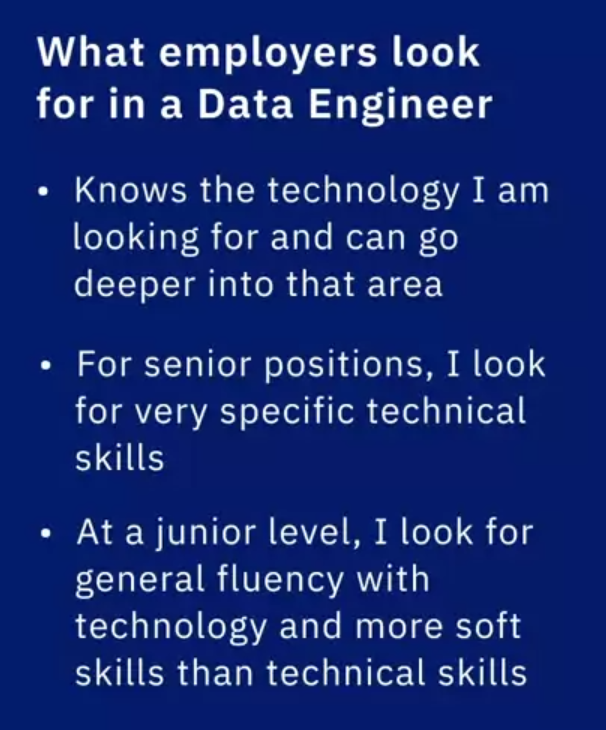 What employers look
for in a Data Engineer
• Knows the technology I am
looking for and can go
deeper into that area
• For senior positions, I look
for very specific technical
skills
• At a junior level, I look for
general fluency with
technology and more soft
skills than technical skills